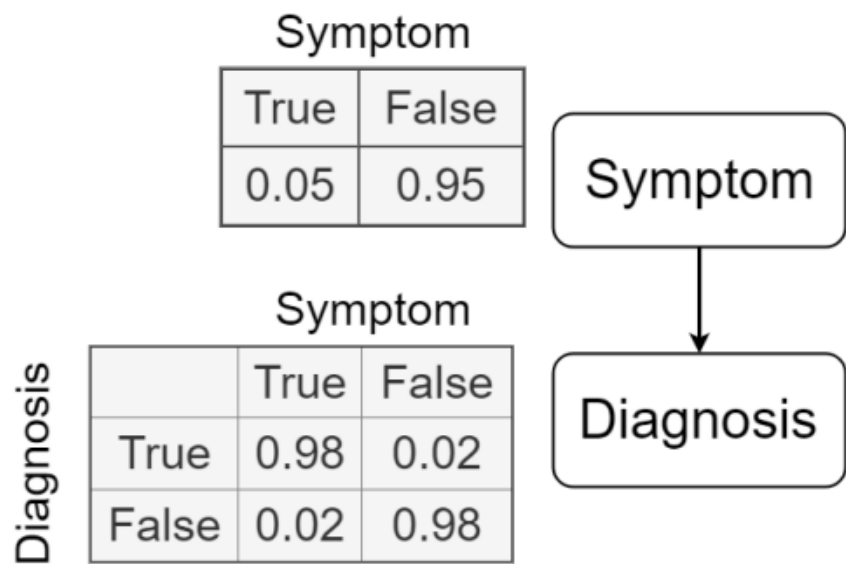 Symptom
True False
0.05 0.95
Symptom
Symptom
True False
True 0.98 0.02
False 0.02 0.98
Diagnosis
Diagnosis